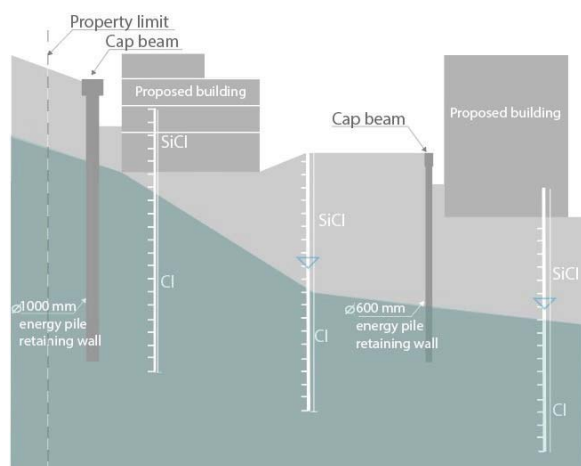 Property limit
Cap beam
Proposed building
SiCl
Cl
⌀1000 mm
energy pile
retaining wall
SiCl
Cl
Cap beam
⌀600 mm
energy pile
retaining wall
Proposed building
SiCl
Cl